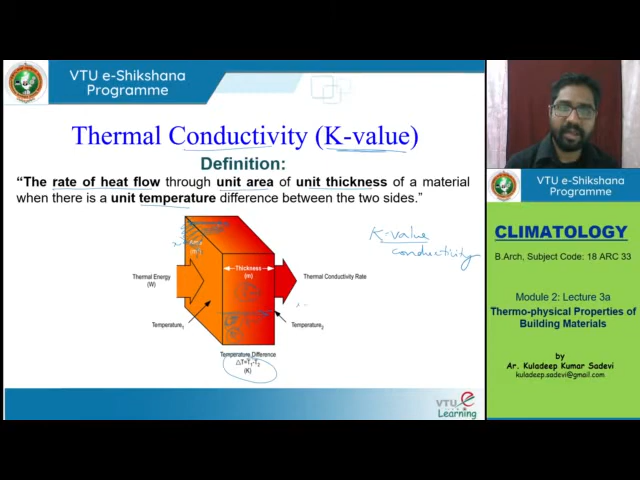 VTU e-Shikshana
Programme
Thermal Conductivity (K-value)
Definition:
“The rate of heat flow through unit area of unit thickness of a material
when there is a unit temperature difference between the two sides.”
K-value
conductivity
Area
(m²)
Thickness
(m)
Thermal Energy
(W)
Thermal Conductivity Rate
Temperature₁
Temperature₂
Temperature Difference
ΔT=T₁-T₂
(K)
VTU e
Learning
VTU e-Shikshana
Programme
CLIMATOLOGY
B.Arch, Subject Code: 18 ARC 33
Module 2: Lecture 3a
Thermo-physical Properties of
Building Materials
by
Ar. Kuladeep Kumar Sadevi
kuladeep.sadevi@gmail.com